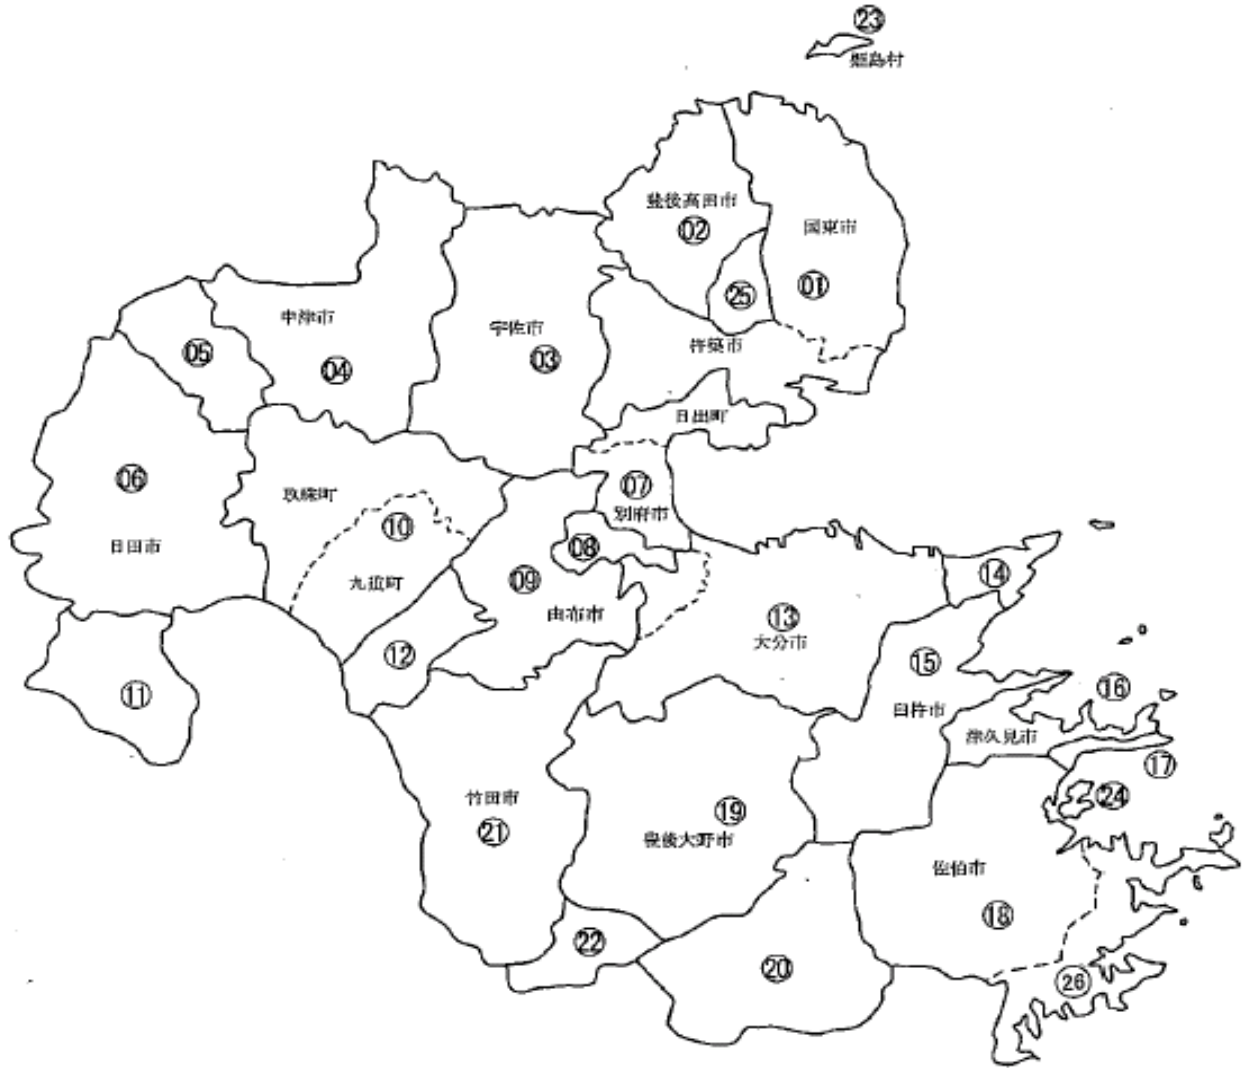 ㉓
姫島村
豊後高田市
02
国東市
01
25
中津市
04
宇佐市
03
杵築市
05
日出町
06
日田市
玖珠町
10
九重町
07
別府市
08
09
由布市
13
大分市
14
12
15
臼杵市
11
16
津久見市
17
24
竹田市
21
19
豊後大野市
佐伯市
18
22
20
26